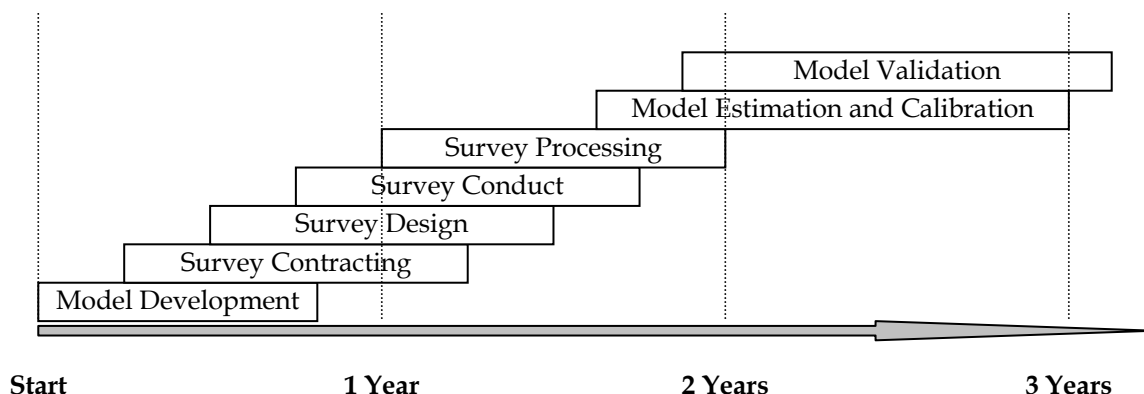 Model Validation
Model Estimation and Calibration
Survey Processing
Survey Conduct
Survey Design
Survey Contracting
Model Development
Start 1 Year 2 Years 3 Years